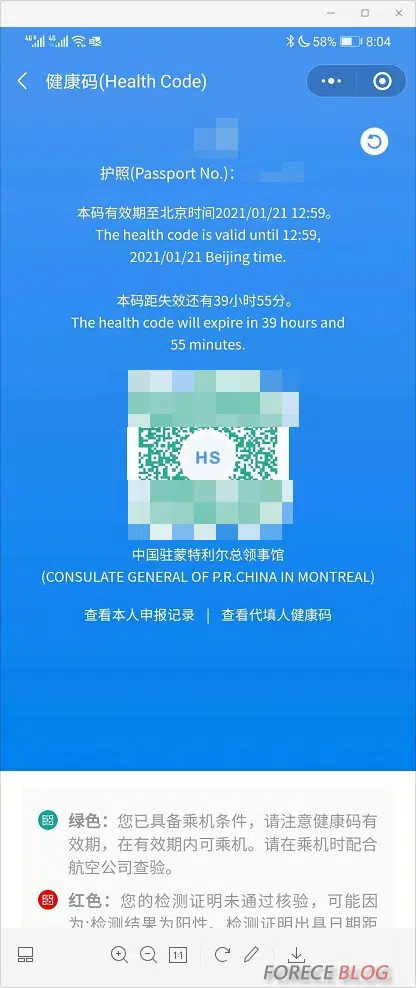 4G 4G 58% 8:04
健康码(Health Code)
护照(Passport No.)：
本码有效期至北京时间2021/01/21 12:59。
The health code is valid until 12:59,
2021/01/21 Beijing time.
本码距失效还有39小时55分。
The health code will expire in 39 hours and
55 minutes.
HS
中国驻蒙特利尔总领事馆
(CONSULATE GENERAL OF P.R.CHINA IN MONTREAL)
查看本人申报记录 | 查看代填人健康码
绿色：您已具备乘机条件，请注意健康码有
效期，在有效期内可乘机。请在乘机时配合
航空公司查验。
红色：您的检测证明未通过核验，可能因
为:检测结果为阳性、检测证明出具日期距
1:1
FORECE BLOG